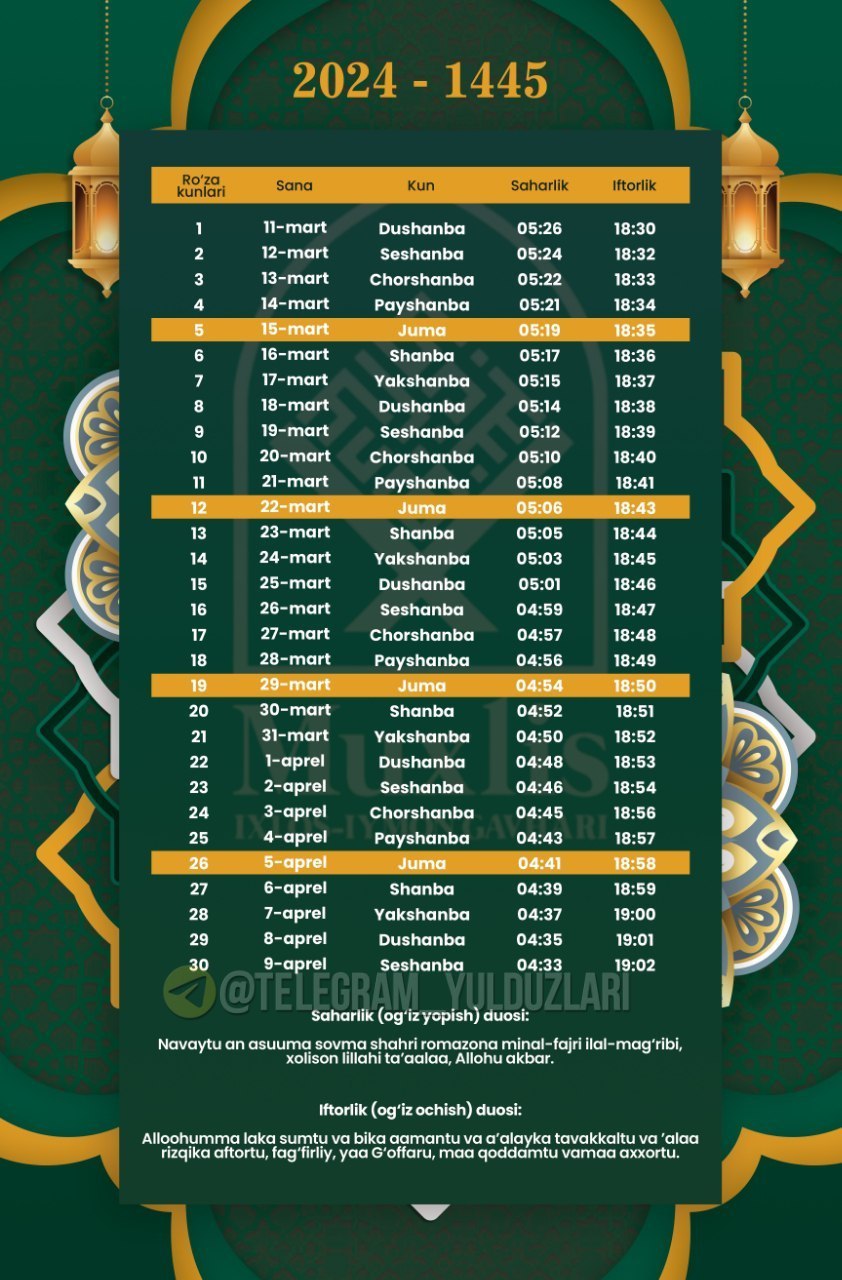 2024 - 1445
Ro‘za kunlari Sana Kun Saharlik Iftorlik
1 11-mart Dushanba 05:26 18:30
2 12-mart Seshanba 05:24 18:32
3 13-mart Chorshanba 05:22 18:33
4 14-mart Payshanba 05:21 18:34
5 15-mart Juma 05:19 18:35
6 16-mart Shanba 05:17 18:36
7 17-mart Yakshanba 05:15 18:37
8 18-mart Dushanba 05:14 18:38
9 19-mart Seshanba 05:12 18:39
10 20-mart Chorshanba 05:10 18:40
11 21-mart Payshanba 05:08 18:41
12 22-mart Juma 05:06 18:43
13 23-mart Shanba 05:05 18:44
14 24-mart Yakshanba 05:03 18:45
15 25-mart Dushanba 05:01 18:46
16 26-mart Seshanba 04:59 18:47
17 27-mart Chorshanba 04:57 18:48
18 28-mart Payshanba 04:56 18:49
19 29-mart Juma 04:54 18:50
20 30-mart Shanba 04:52 18:51
21 31-mart Yakshanba 04:50 18:52
22 1-aprel Dushanba 04:48 18:53
23 2-aprel Seshanba 04:46 18:54
24 3-aprel Chorshanba 04:45 18:56
25 4-aprel Payshanba 04:43 18:57
26 5-aprel Juma 04:41 18:58
27 6-aprel Shanba 04:39 18:59
28 7-aprel Yakshanba 04:37 19:00
29 8-aprel Dushanba 04:35 19:01
30 9-aprel Seshanba 04:33 19:02
Muxlis
@TELEGRAM_YULDUZLARI
Saharlik (og‘iz yopish) duosi:
Navaytu an asuuma sovma shahri romazona minal-fajri ilal-mag‘ribi,
xolison lillahi ta’aalaa, Allohu akbar.
Iftorlik (og‘iz ochish) duosi:
Alloohumma laka sumtu va bika aamantu va a’alayka tavakkaltu va ’alaa
rizqika aftortu, fag‘firliy, yaa G‘offaru, maa qoddamtu vamaa axxortu.